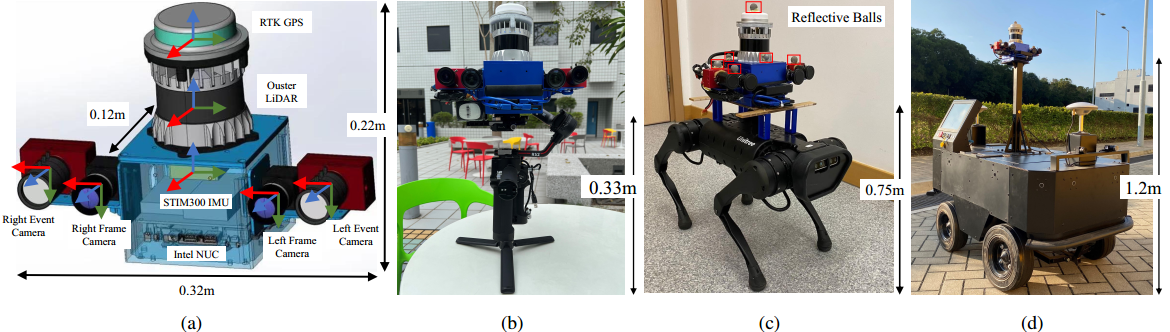 RTK GPS
Ouster
LiDAR
0.12m
0.22m
STIM300 IMU
Right Event
Camera
Right Frame
Camera
Intel NUC
Left Frame
Camera
Left Event
Camera
0.32m
(a)
0.33m
(b)
Reflective Balls
Unitree
0.75m
(c)
1.2m
(d)